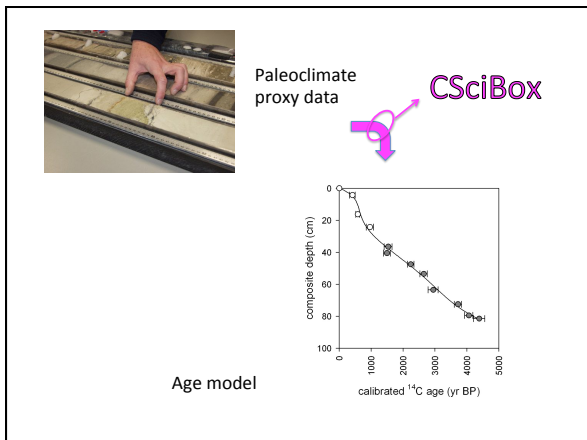 Paleoclimate
proxy data
CSciBox
0
20
40
60
80
100
composite depth (cm)
0
1000
2000
3000
4000
5000
calibrated ¹⁴C age (yr BP)
Age model